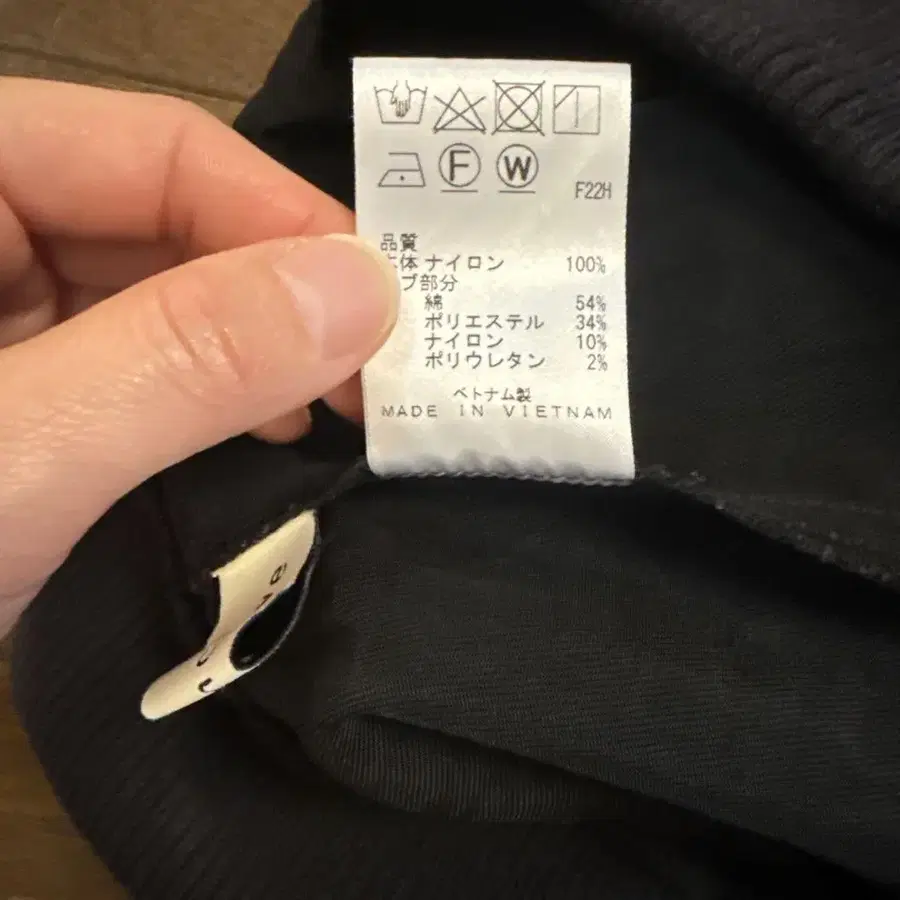 F
W
F22H
品質
体 ナイロン 100%
ブ部分
綿 54%
ポリエステル 34%
ナイロン 10%
ポリウレタン 2%
ベトナム製
MADE IN VIETNAM